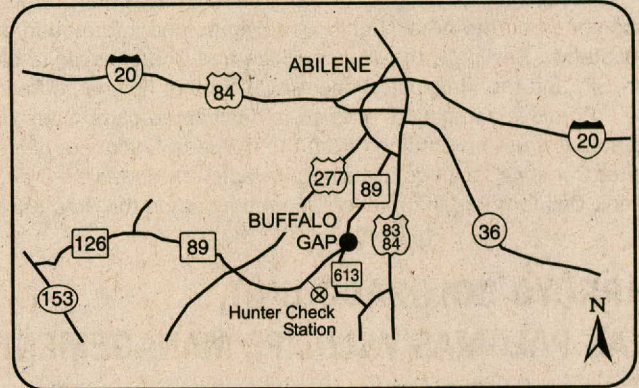 ABILENE
20
84
20
277
89
BUFFALO
GAP
83
84
36
126
89
613
153
Hunter Check
Station
N